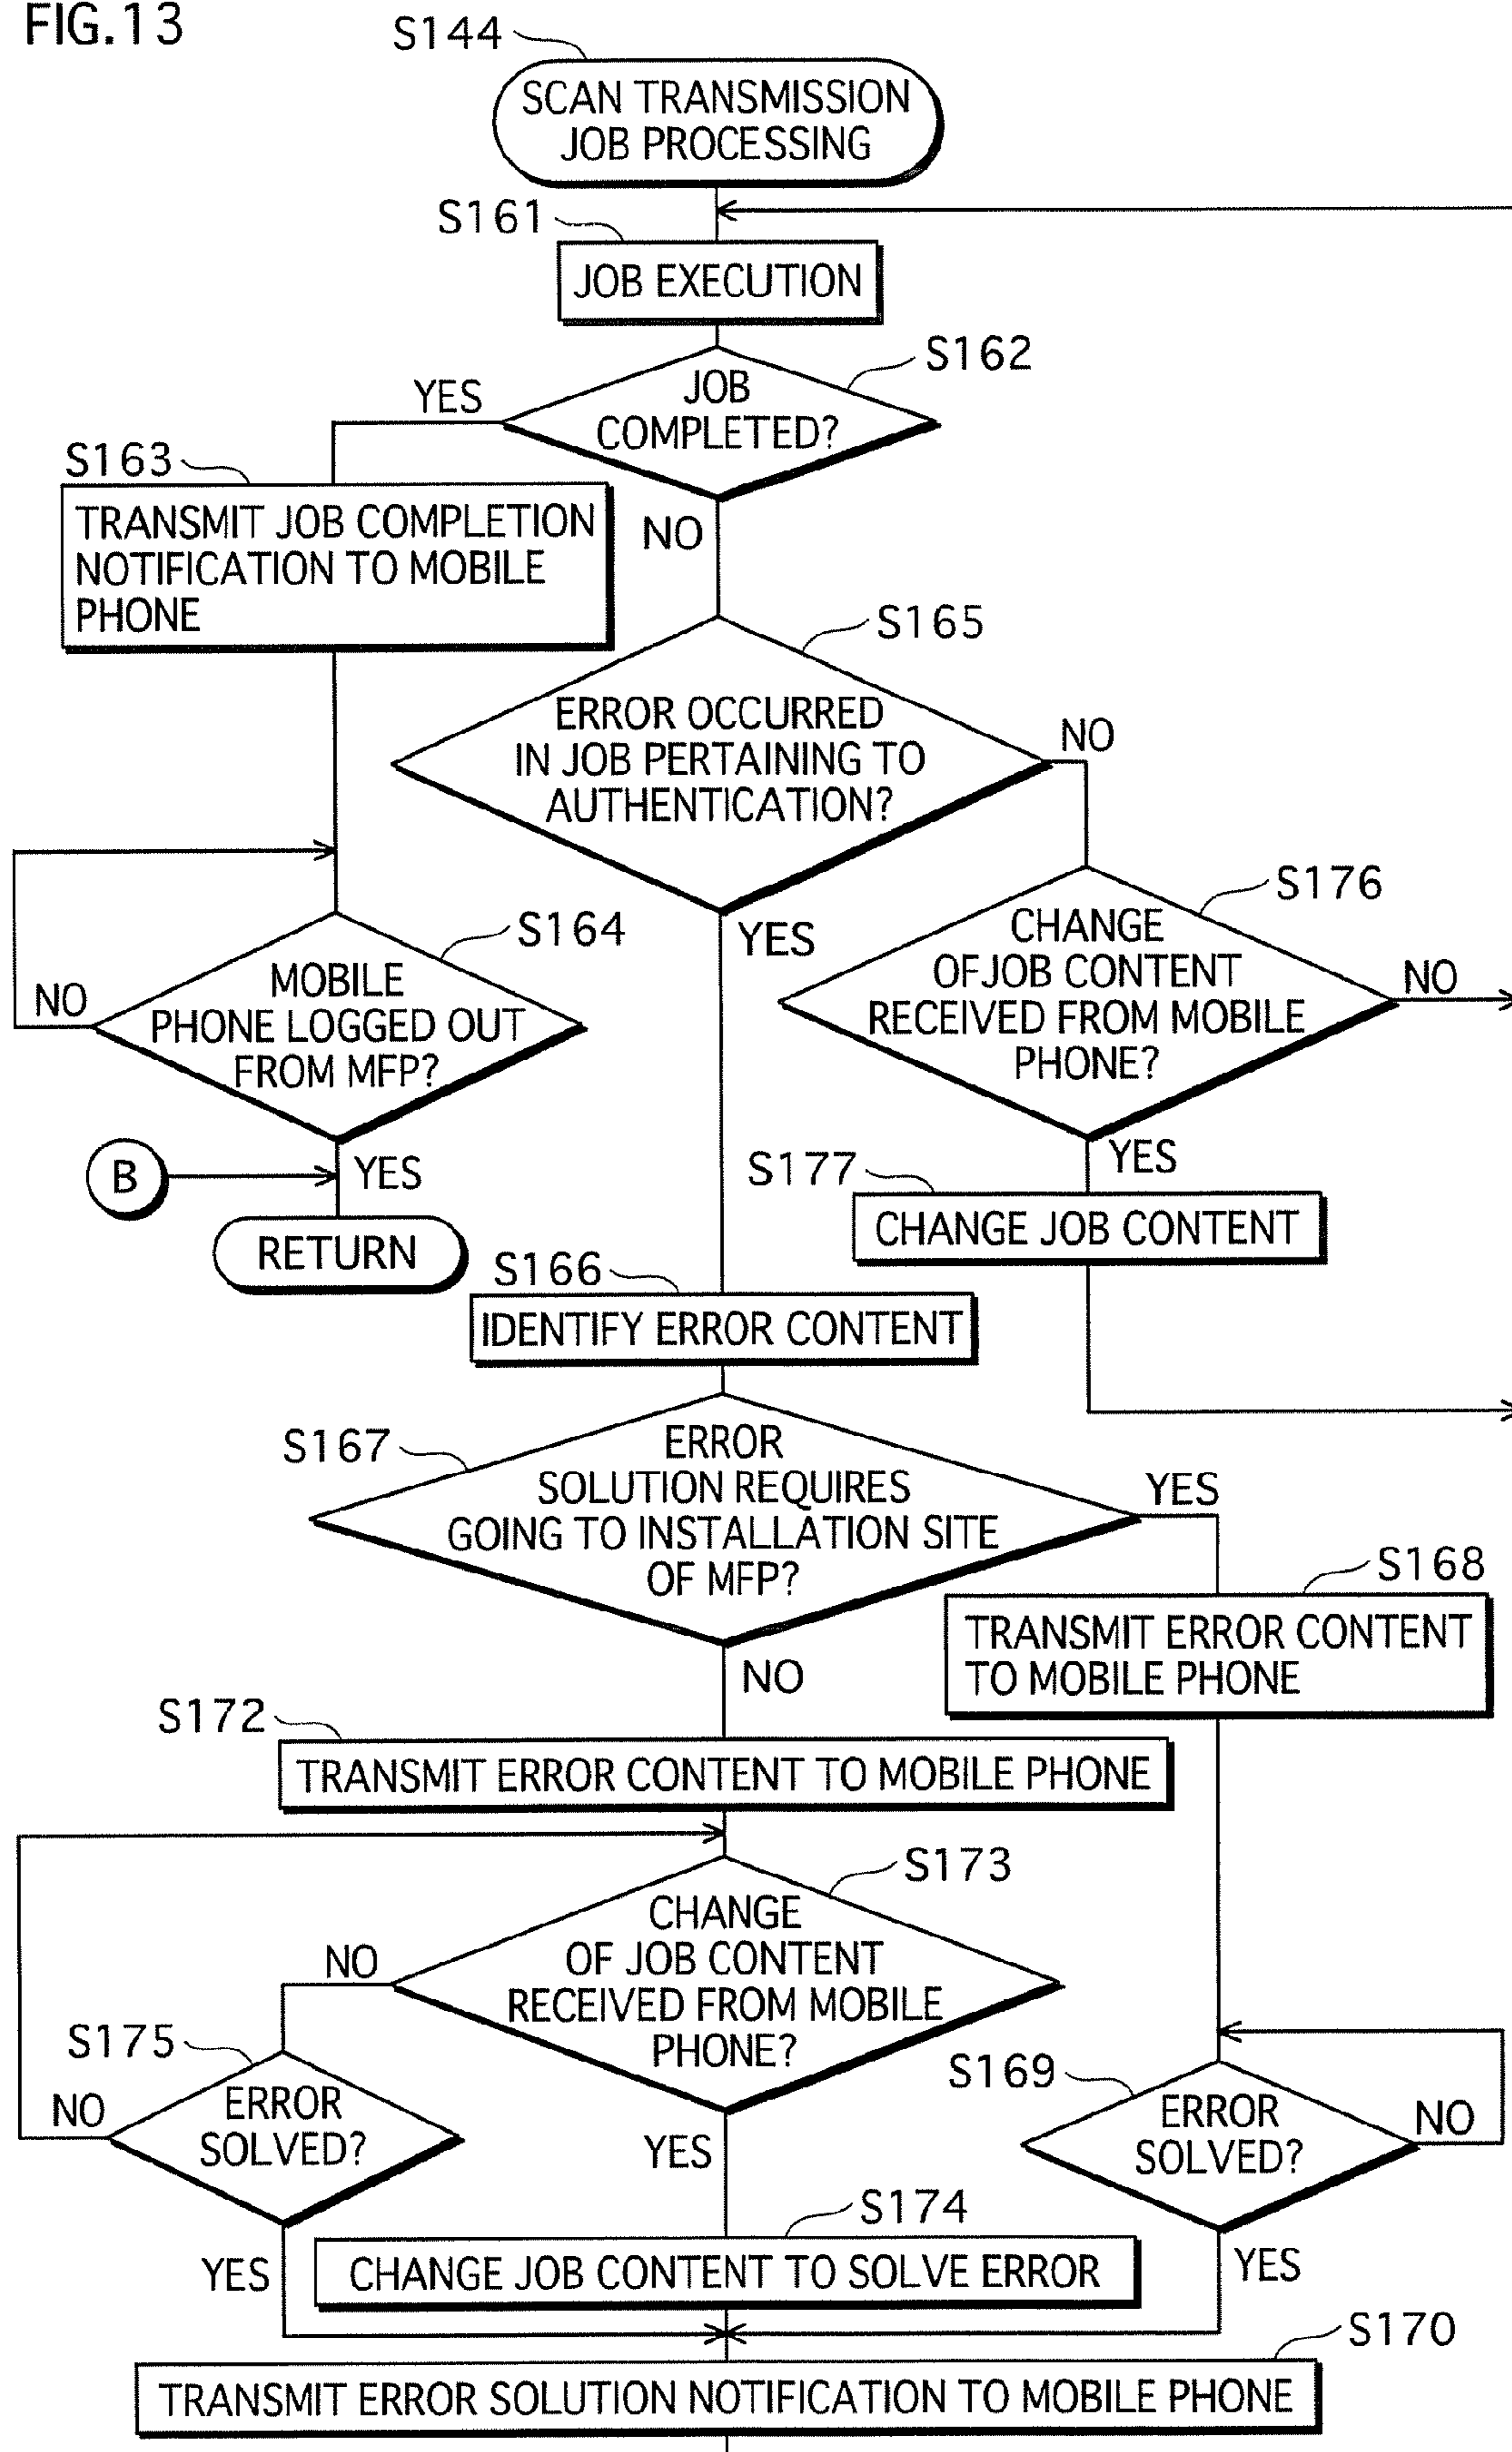 FIG.13
S144
SCAN TRANSMISSION
JOB PROCESSING
S161
JOB EXECUTION
S162
JOB
COMPLETED?
YES
NO
S163
TRANSMIT JOB COMPLETION
NOTIFICATION TO MOBILE
PHONE
S165
ERROR OCCURRED
IN JOB PERTAINING TO
AUTHENTICATION?
NO
YES
S164
MOBILE
PHONE LOGGED OUT
FROM MFP?
NO
YES
B
RETURN
S176
CHANGE
OFJOB CONTENT
RECEIVED FROM MOBILE
PHONE?
NO
YES
S177
CHANGE JOB CONTENT
S166
IDENTIFY ERROR CONTENT
S167
ERROR
SOLUTION REQUIRES
GOING TO INSTALLATION SITE
OF MFP?
YES
NO
S168
TRANSMIT ERROR CONTENT
TO MOBILE PHONE
S172
TRANSMIT ERROR CONTENT TO MOBILE PHONE
S173
CHANGE
OF JOB CONTENT
RECEIVED FROM MOBILE
PHONE?
NO
YES
S175
ERROR
SOLVED?
NO
YES
S169
ERROR
SOLVED?
NO
YES
S174
CHANGE JOB CONTENT TO SOLVE ERROR
S170
TRANSMIT ERROR SOLUTION NOTIFICATION TO MOBILE PHONE